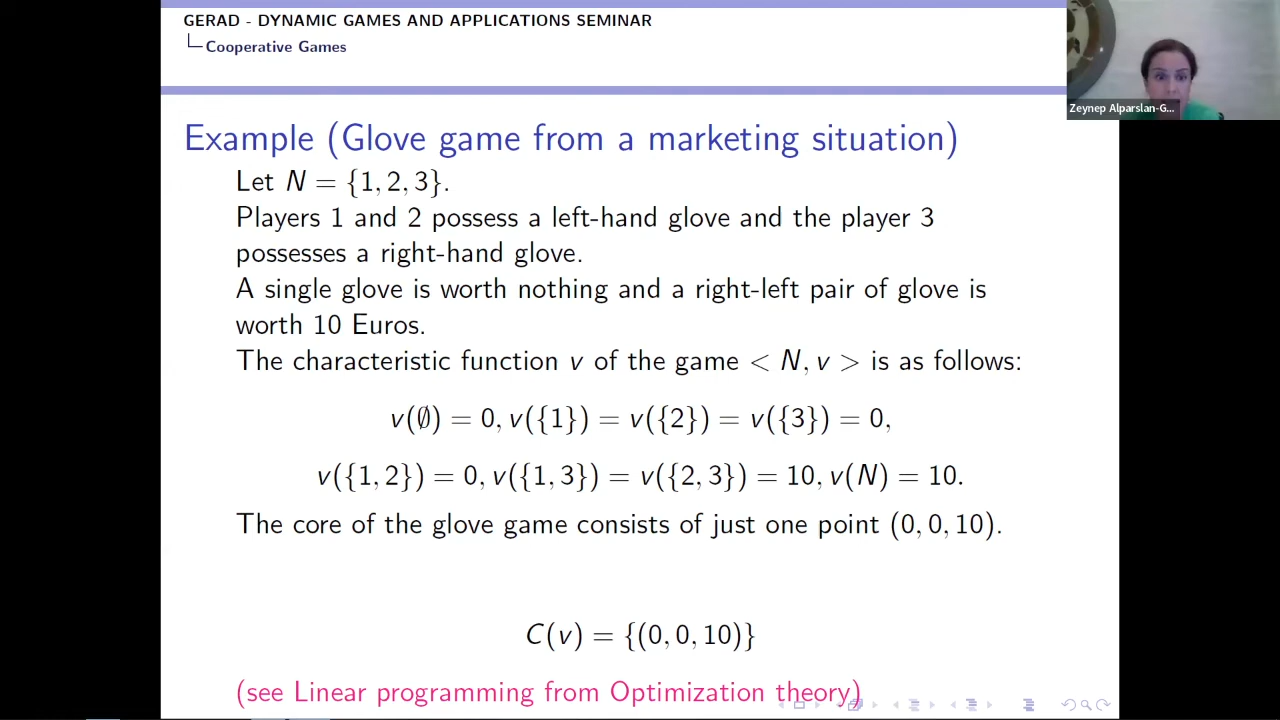 GERAD - DYNAMIC GAMES AND APPLICATIONS SEMINAR
Cooperative Games
Zeynep Alparslan-G...
Example (Glove game from a marketing situation)
Let N = {1, 2, 3}.
Players 1 and 2 possess a left-hand glove and the player 3
possesses a right-hand glove.
A single glove is worth nothing and a right-left pair of glove is
worth 10 Euros.
The characteristic function v of the game < N, v > is as follows:
v(∅) = 0, v({1}) = v({2}) = v({3}) = 0,
v({1, 2}) = 0, v({1, 3}) = v({2, 3}) = 10, v(N) = 10.
The core of the glove game consists of just one point (0, 0, 10).
C(v) = {(0, 0, 10)}
(see Linear programming from Optimization theory)